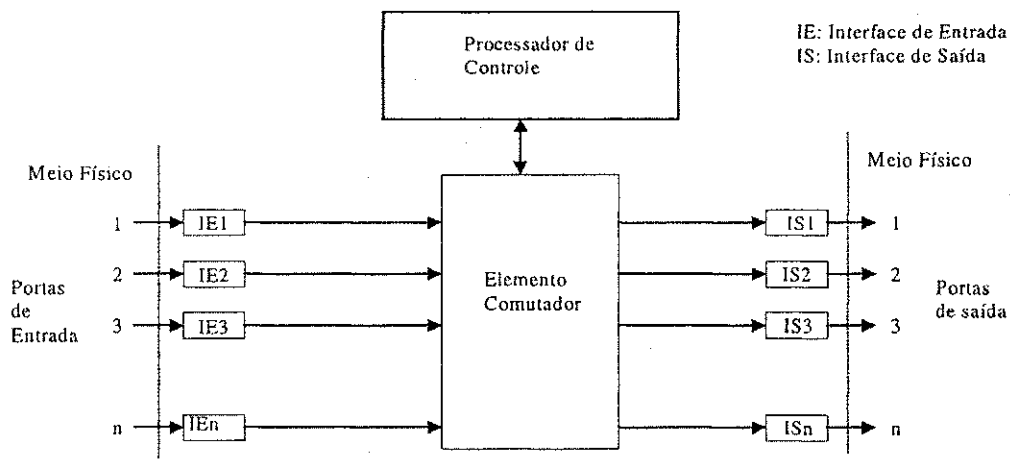 Processador de
Controle
IE: Interface de Entrada
IS: Interface de Saída
Meio Físico
Meio Físico
1
IE1
IS1
1
2
IE2
IS2
2
Portas
de
Entrada
Elemento
Comutador
Portas
de saída
3
IE3
IS3
3
n
IEn
ISn
n